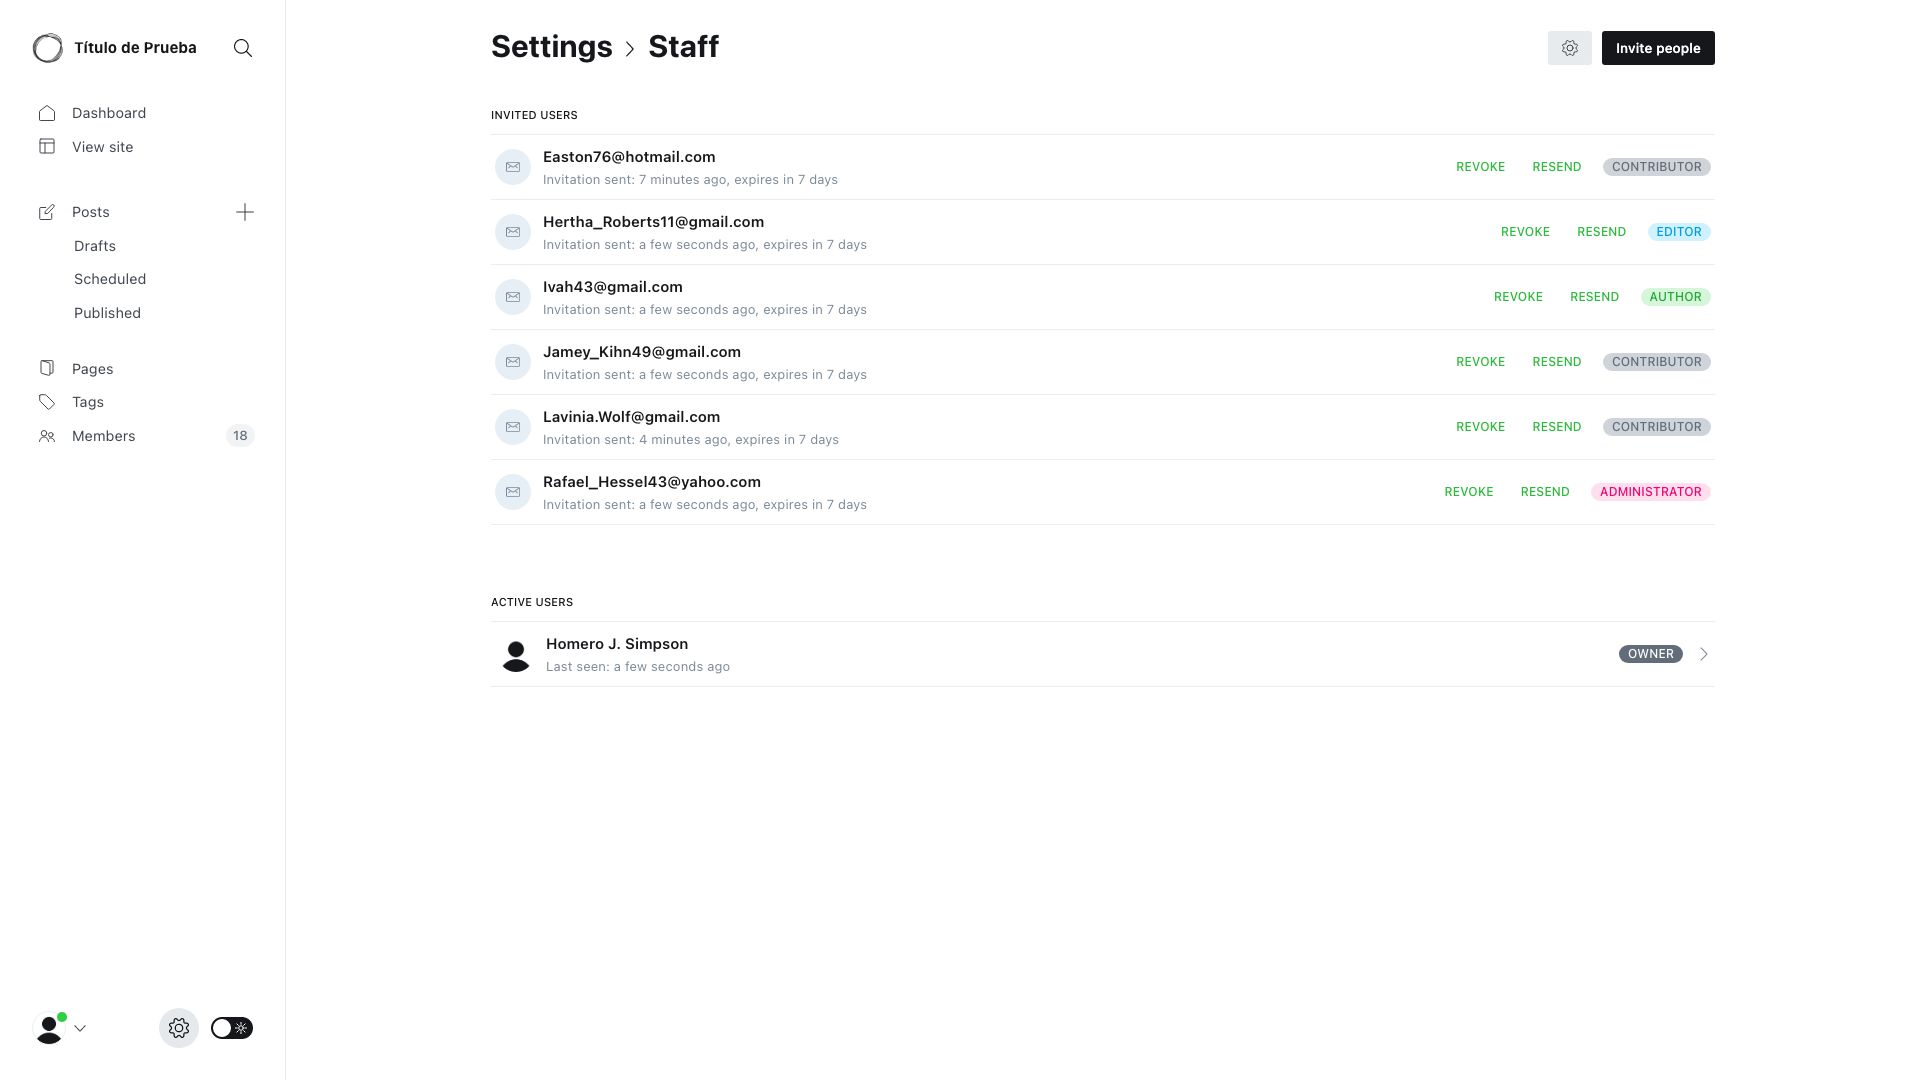 Título de Prueba
Dashboard
View site
Posts
Drafts
Scheduled
Published
Pages
Tags
Members 18
Settings > Staff
Invite people
INVITED USERS
Easton76@hotmail.com
Invitation sent: 7 minutes ago, expires in 7 days
REVOKE RESEND CONTRIBUTOR
Hertha_Roberts11@gmail.com
Invitation sent: a few seconds ago, expires in 7 days
REVOKE RESEND EDITOR
Ivah43@gmail.com
Invitation sent: a few seconds ago, expires in 7 days
REVOKE RESEND AUTHOR
Jamey_Kihn49@gmail.com
Invitation sent: a few seconds ago, expires in 7 days
REVOKE RESEND CONTRIBUTOR
Lavinia.Wolf@gmail.com
Invitation sent: 4 minutes ago, expires in 7 days
REVOKE RESEND CONTRIBUTOR
Rafael_Hessel43@yahoo.com
Invitation sent: a few seconds ago, expires in 7 days
REVOKE RESEND ADMINISTRATOR
ACTIVE USERS
Homero J. Simpson
Last seen: a few seconds ago
OWNER